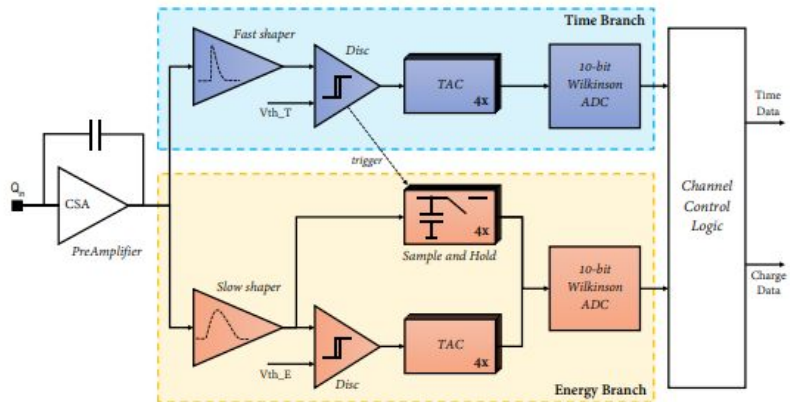 Time Branch
Fast shaper
Disc
TAC
4x
10-bit
Wilkinson
ADC
Vth_T
Time
Data
trigger
Qin
CSA
PreAmplifier
Channel
Control
Logic
4x
Sample and Hold
Slow shaper
10-bit
Wilkinson
ADC
Charge
Data
TAC
4x
Vth_E
Disc
Energy Branch